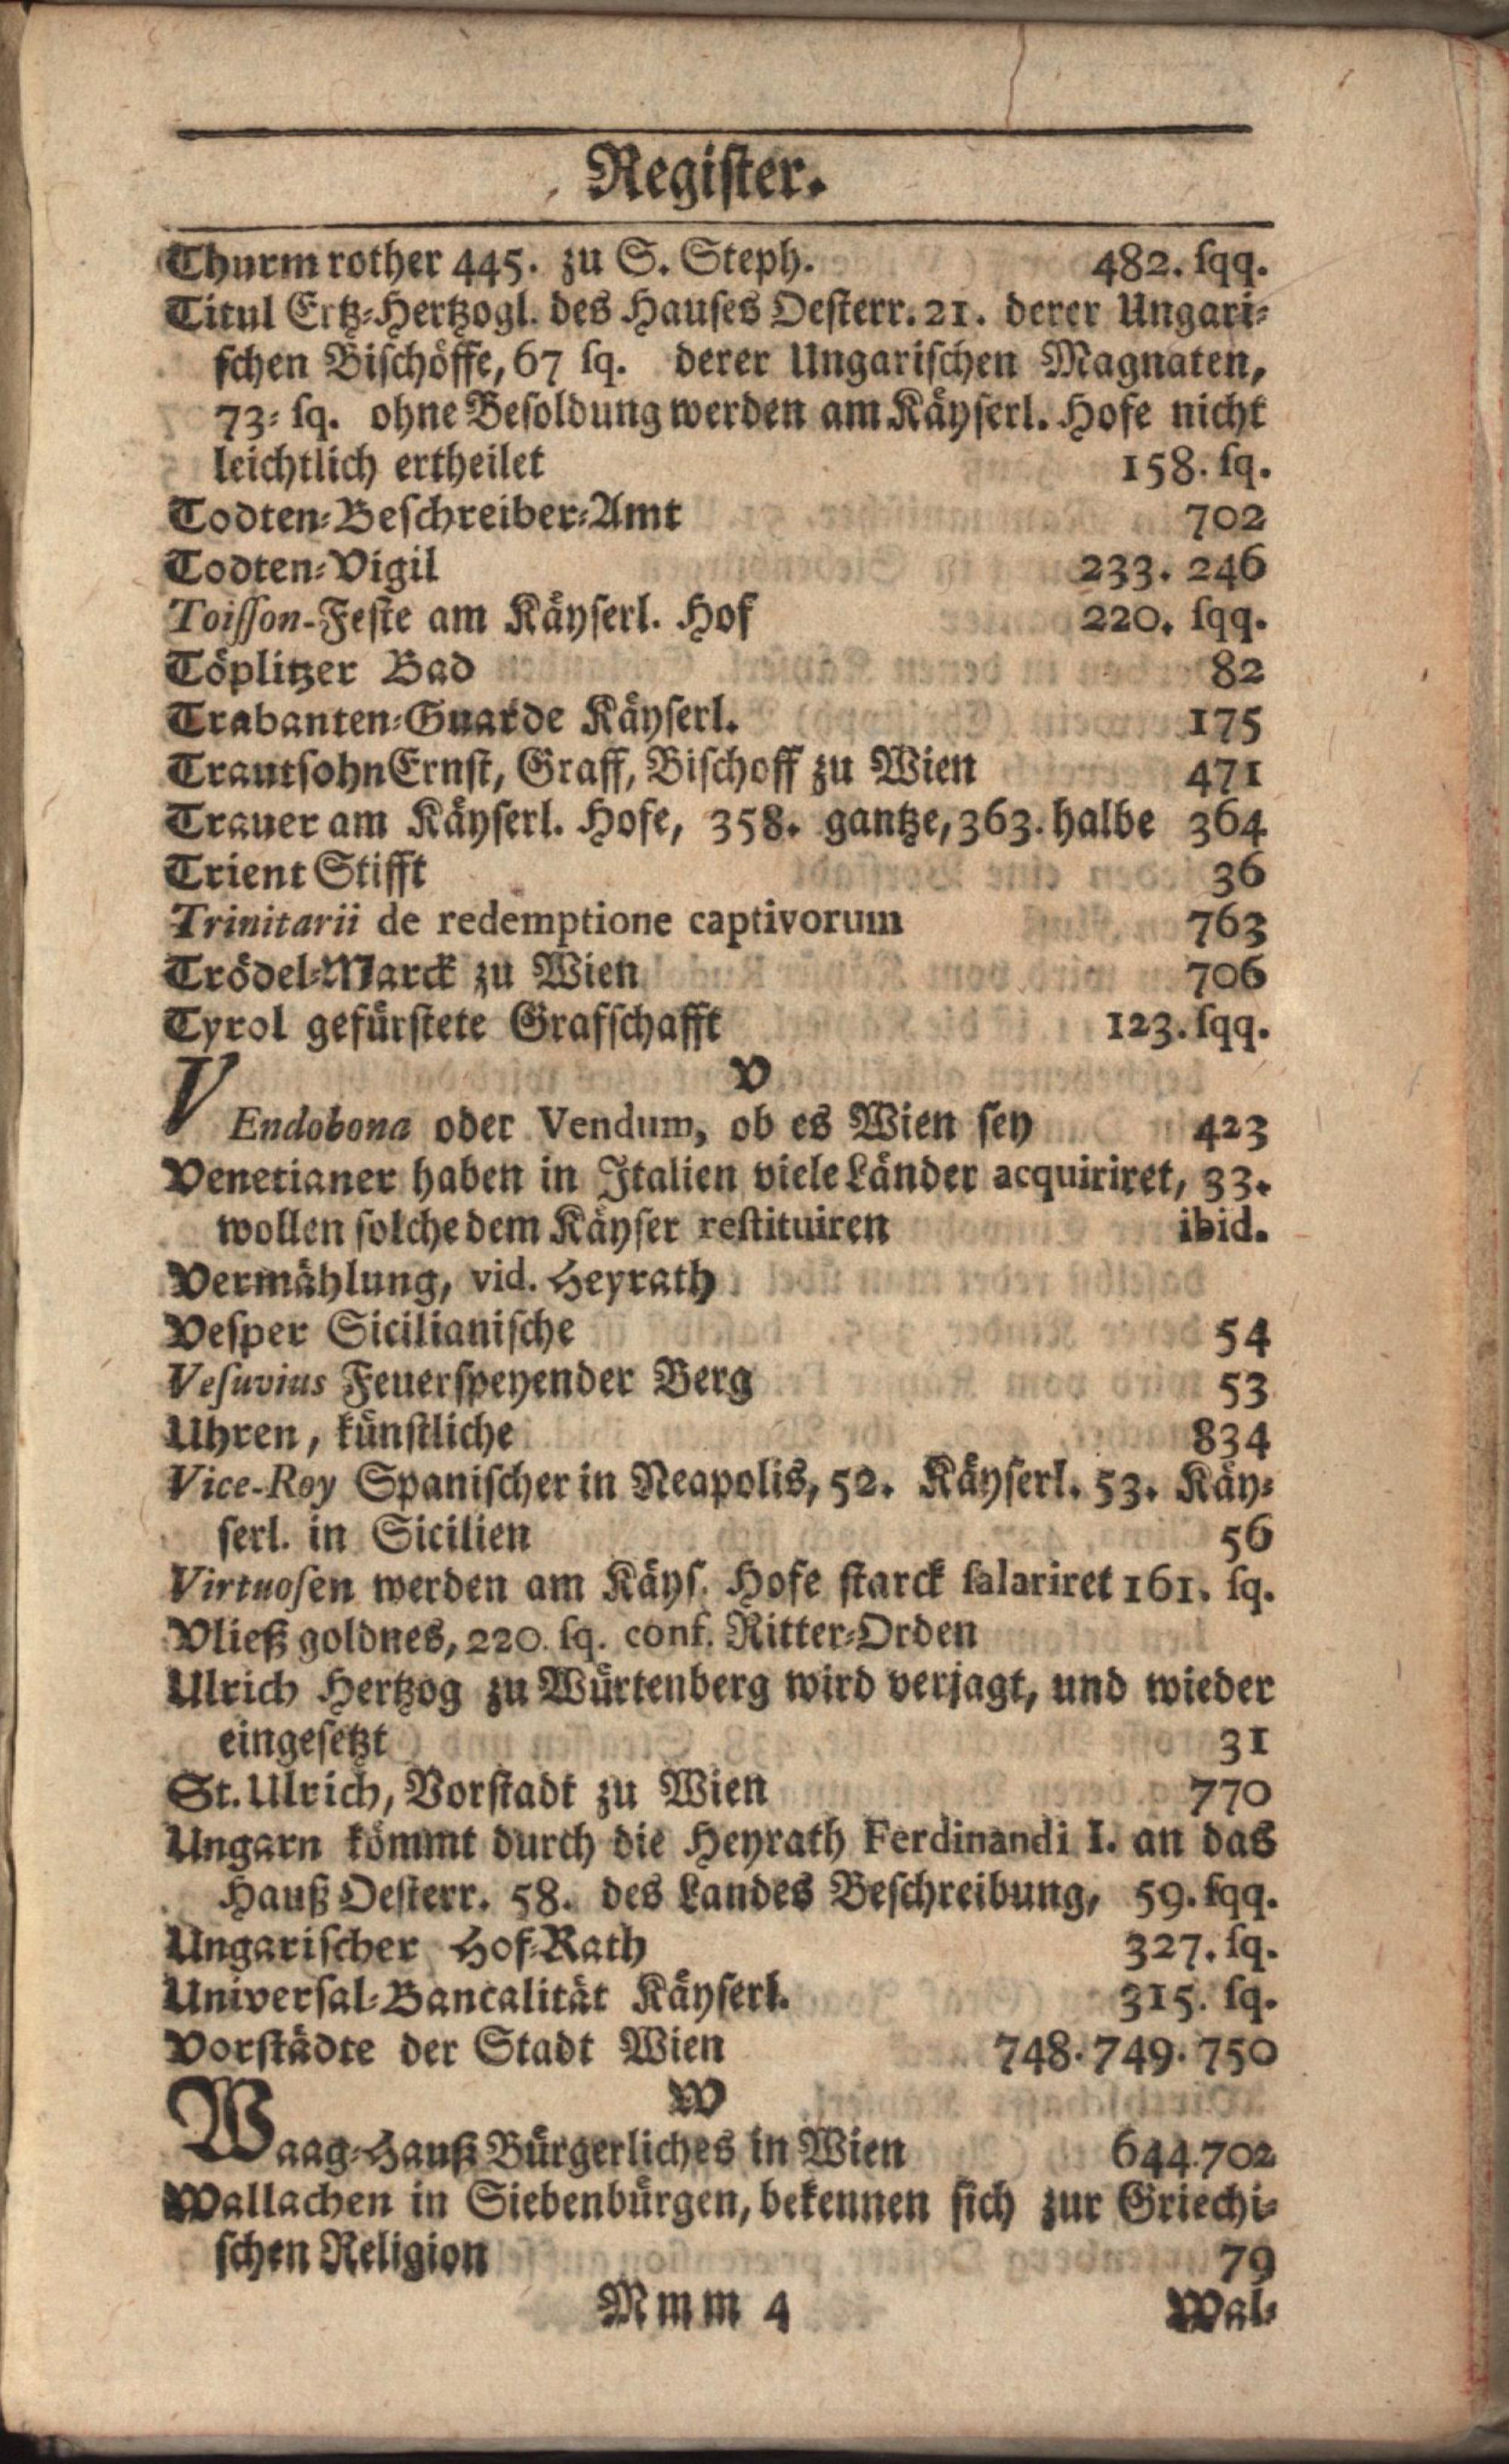 Register.
Thurm rother 445. zu S. Steph. 482. sqq.
Titul Ertz-Hertzogl. des Hauses Oesterr. 21. derer Ungari-
schen Bischöffe, 67 sq. derer Ungarischen Magnaten,
73. sq. ohne Besoldung werden am Käyserl. Hofe nicht
leichtlich ertheilet 158. sq.
Todten-Beschreiber-Amt 702
Todten-Vigil 233. 246
Toisson-Feste am Käyserl. Hof 220. sqq.
Töplitzer Bad 82
Trabanten-Guarde Käyserl. 175
Trautsohn Ernst, Graff, Bischoff zu Wien 471
Trauer am Käyserl. Hofe, 358. gantze, 363. halbe 364
Trient Stifft 36
Trinitarii de redemptione captivorum 763
Trödel-Marck zu Wien 706
Tyrol gefürstete Grafschafft 123. sqq.
V
VEndobona oder Vendum, ob es Wien sey 423
Venetianer haben in Italien viele Länder acquiriret, 33.
wollen solche dem Käyser restituiren ibid.
Vermählung, vid. Heyrath
Vesper Sicilianische 54
Vesuvius Feuerspeyender Berg 53
Uhren, künstliche 834
Vice-Roy Spanischer in Neapolis, 52. Käyserl. 53. Käy-
serl. in Sicilien 56
Virtuosen werden am Käys. Hofe starck salariret 161. sq.
Vließ goldnes, 220. sq. conf. Ritter-Orden
Ulrich Hertzog zu Würtenberg wird verjagt, und wieder
eingesetzt 31
St. Ulrich, Vorstadt zu Wien 770
Ungarn kömmt durch die Heyrath Ferdinandi I. an das
Hauß Oesterr. 58. des Landes Beschreibung, 59. sqq.
Ungarischer Hof-Rath 327. sq.
Universal-Bancalität Käyserl. 315. sq.
Vorstädte der Stadt Wien 748. 749. 750
W
Waag-Hauß Bürgerliches in Wien 644. 702
Wallachen in Siebenbürgen, bekennen sich zur Griechi-
schen Religion 79
Mmm 4 Wal-